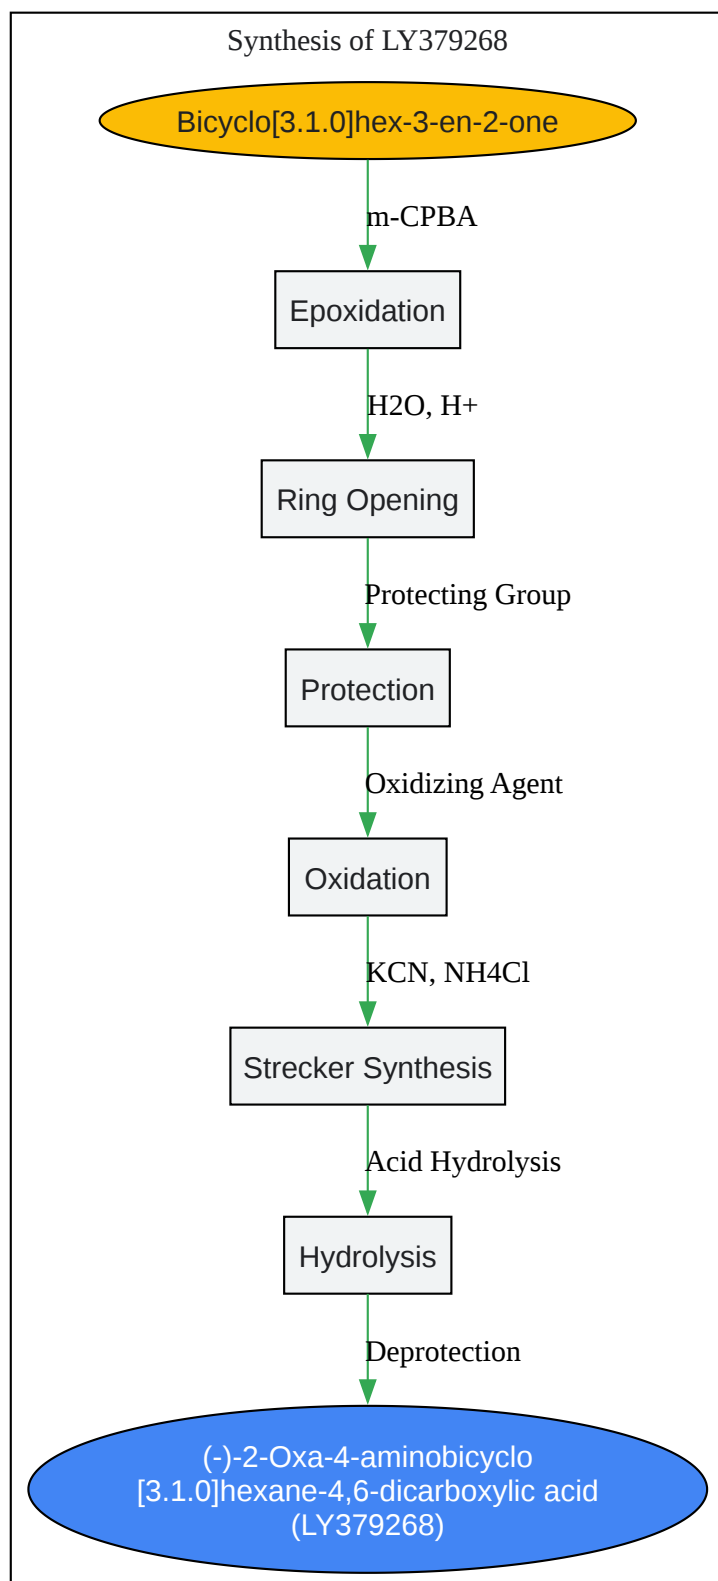 Synthesis of LY379268
Bicyclo[3.1.0]hex-3-en-2-one
m-CPBA
Epoxidation
H2O, H+
Ring Opening
Protecting Group
Protection
Oxidizing Agent
Oxidation
KCN, NH4Cl
Strecker Synthesis
Acid Hydrolysis
Hydrolysis
Deprotection
(-)-2-Oxa-4-aminobicyclo
[3.1.0]hexane-4,6-dicarboxylic acid
(LY379268)